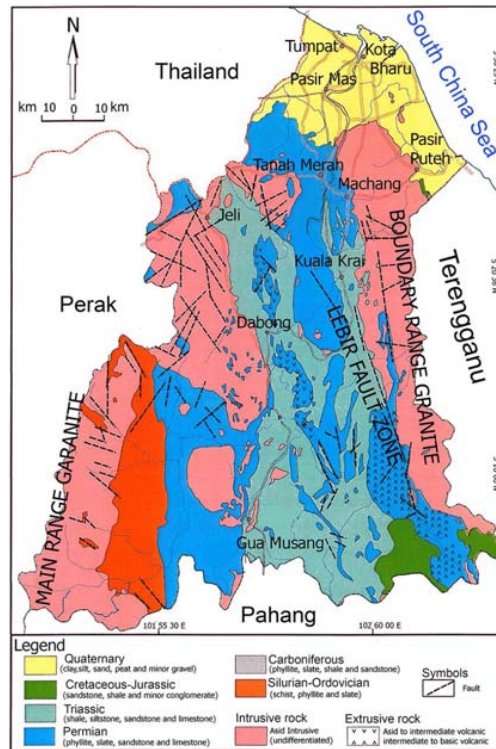 N
km 10 0 10 km
Thailand
South China Sea
Tumpat
Kota
Bharu
Pasir Mas
Pasir
Puteh
Tanah Merah
Machang
Jeli
Kuala Krai
Terengganu
Perak
Dabong
BOUNDARY RANGE GRANITE
LEBIR FAULT ZONE
MAIN RANGE GARANITE
Gua Musang
Pahang
101 55 30
102 60 00 E
Legend
Quaternary
(clay,silt, sand, peat and minor gravel)
Cretaceous-Jurassic
(sandstone, shale and minor conglomerate)
Triassic
(shale, siltstone, sandstone and limestone)
Permian
(phyllite, slate, sandstone and limestone)
Carboniferous
(phyllite, slate, shale and sandstone)
Silurian-Ordovician
(schist, phyllite and slate)
Intrusive rock
Asid Intrusive
(undifferentiated)
Symbols
Fault
Extrusive rock
Asid to intermediate volcanic
intermediate to basic volcanic